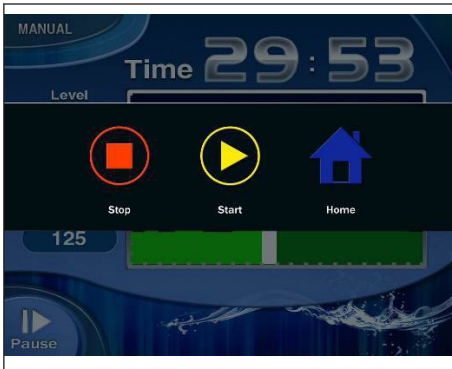 MANUAL
Time 29:53
Level
Stop Start Home
125
Pause